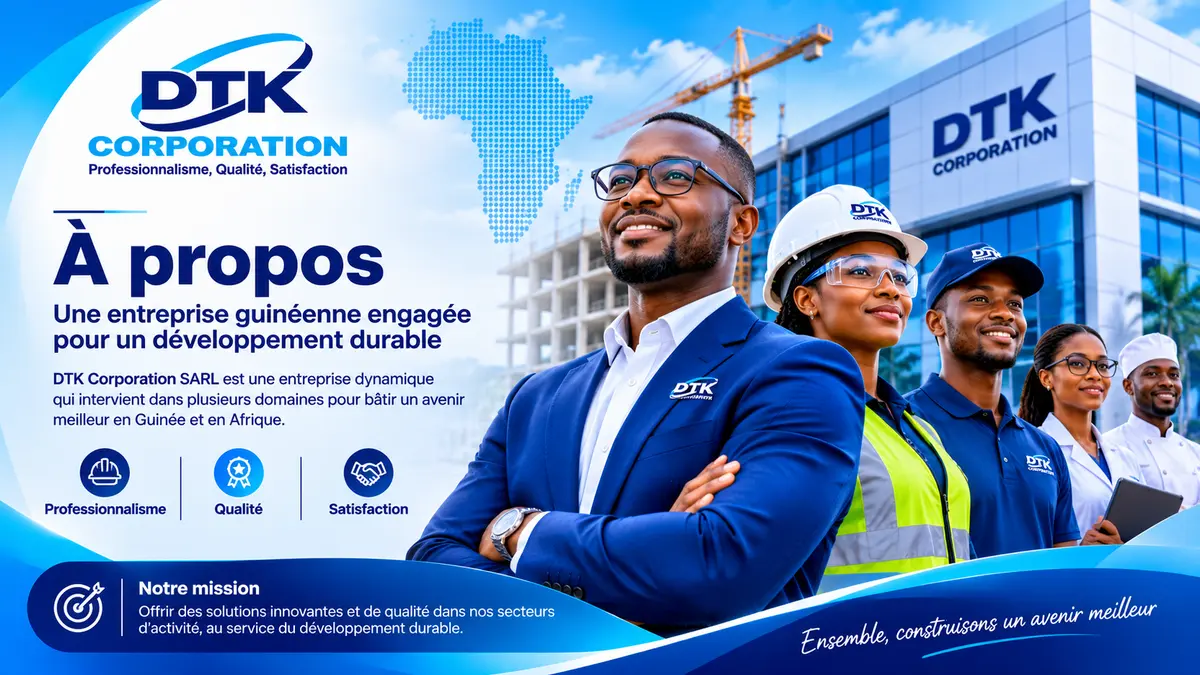 DTK
CORPORATION
Professionnalisme, Qualité, Satisfaction
À propos
Une entreprise guinéenne engagée
pour un développement durable
DTK Corporation SARL est une entreprise dynamique
qui intervient dans plusieurs domaines pour bâtir un avenir
meilleur en Guinée et en Afrique.
Professionnalisme
Qualité
Satisfaction
Notre mission
Offrir des solutions innovantes et de qualité dans nos secteurs
d'activité, au service du développement durable.
DTK
CORPORATION
DTK
DTK
CORPORATION
DTK
DTK
CORPORATION
Ensemble, construisons un avenir meilleur